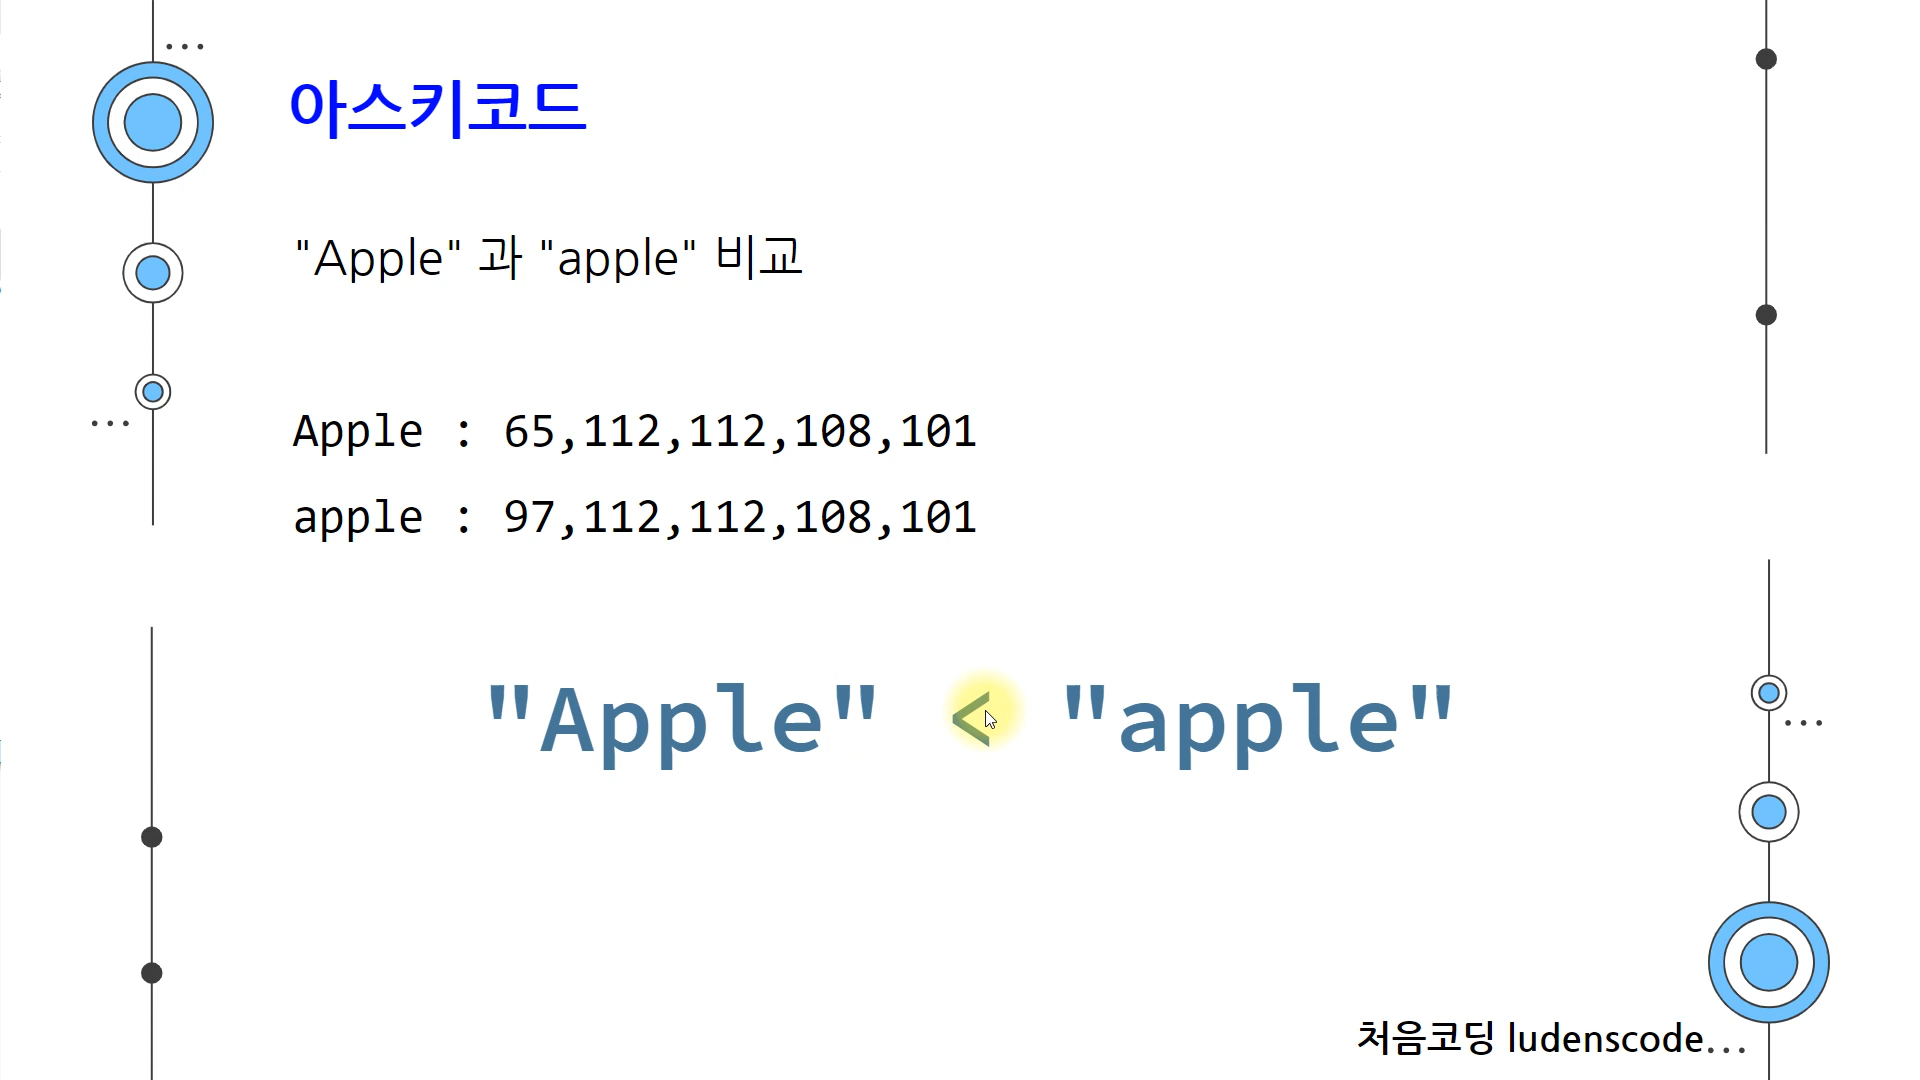 아스키코드
"Apple" 과 "apple" 비교
Apple : 65,112,112,108,101
apple : 97,112,112,108,101
"Apple" < "apple"
처음코딩 ludenscode